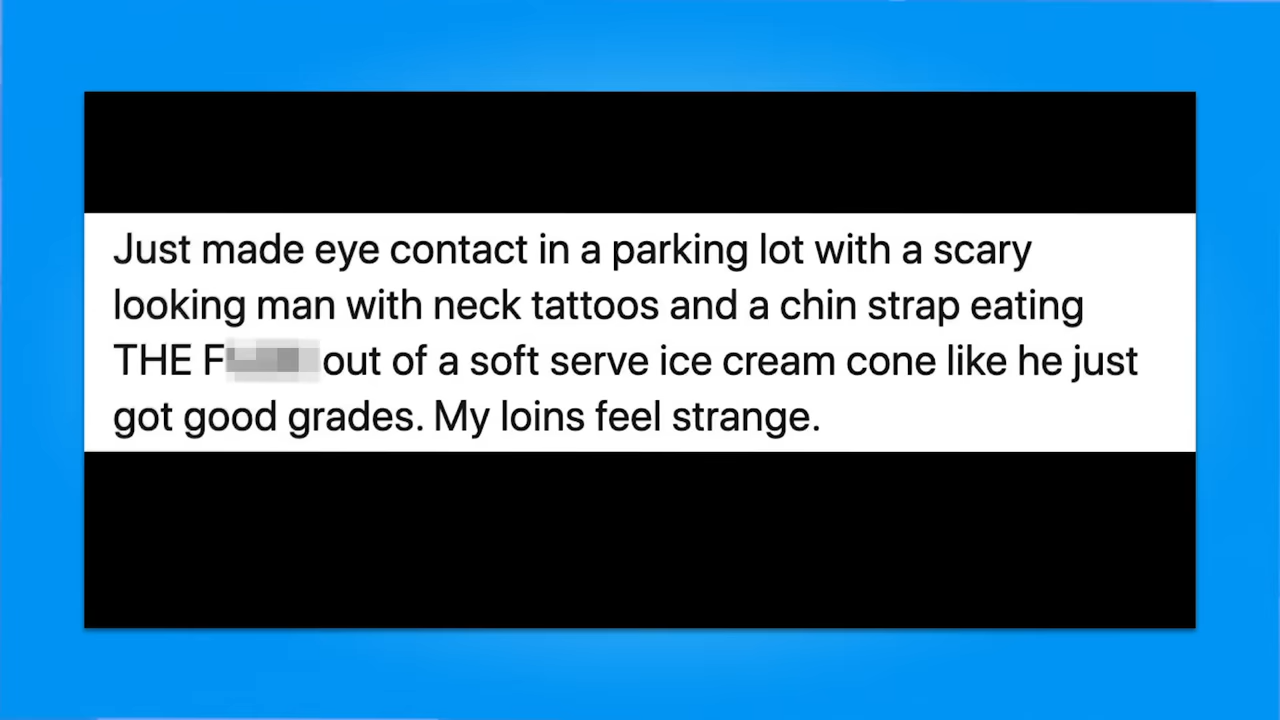 Just made eye contact in a parking lot with a scary
looking man with neck tattoos and a chin strap eating
THE F out of a soft serve ice cream cone like he just
got good grades. My loins feel strange.